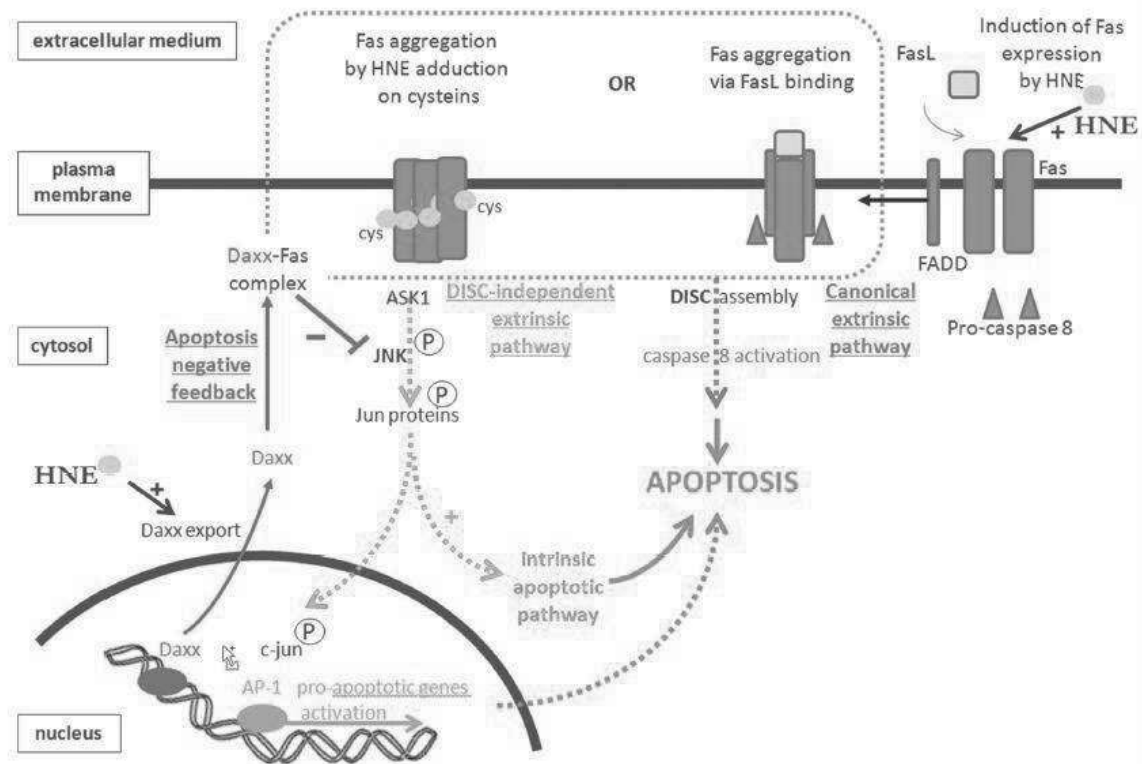 extracellular medium
Fas aggregation
by HNE adduction
on cysteins
OR
Fas aggregation
via FasL binding
FasL
Induction of Fas
expression
by HNE
+
HNE
plasma
membrane
Fas
cys
cys
FADD
Daxx-Fas
complex
ASK1
DISC-independent
extrinsic
pathway
DISC assembly
Canonical
extrinsic
pathway
Pro-caspase 8
cytosol
Apoptosis
negative
feedback
−
JNK
P
caspase 8 activation
P
Jun proteins
HNE
+
Daxx
APOPTOSIS
Daxx export
+
intrinsic
apoptotic
pathway
P
Daxx
c-jun
AP-1
pro-apoptotic genes
activation
nucleus